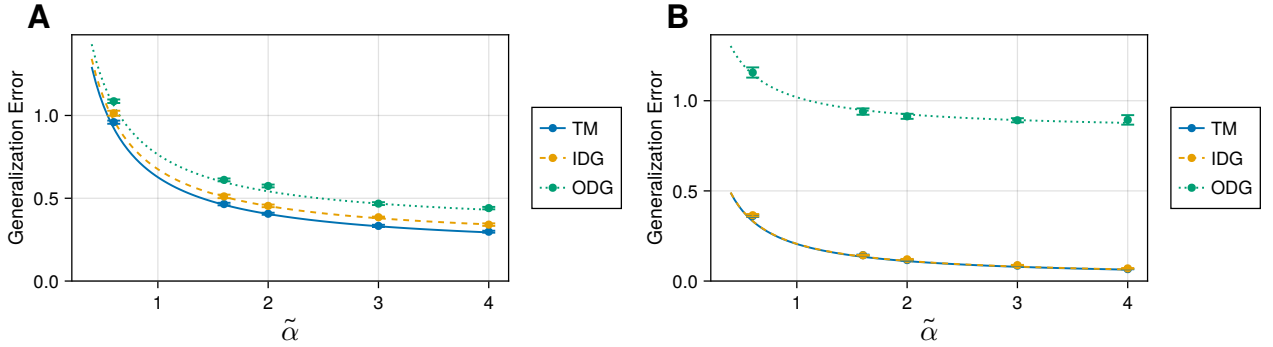 A
Generalization Error
1.0
0.5
0.0
1
2
3
4
α̃
TM
IDG
ODG
B
Generalization Error
1.0
0.5
0.0
1
2
3
4
α̃
TM
IDG
ODG